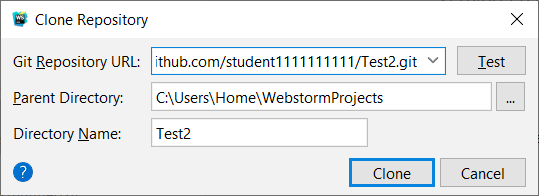 Clone Repository
Git Repository URL: ithub.com/student1111111111/Test2.git Test
Parent Directory: C:\Users\Home\WebstormProjects ...
Directory Name: Test2
? Clone Cancel